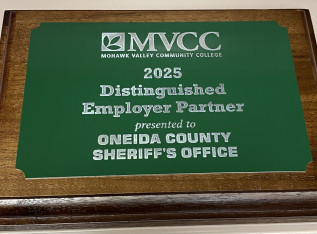 MVCC
MOHAWK VALLEY COMMUNITY COLLEGE
2025
Distinguished
Employer Partner
presented to
ONEIDA COUNTY
SHERIFF'S OFFICE